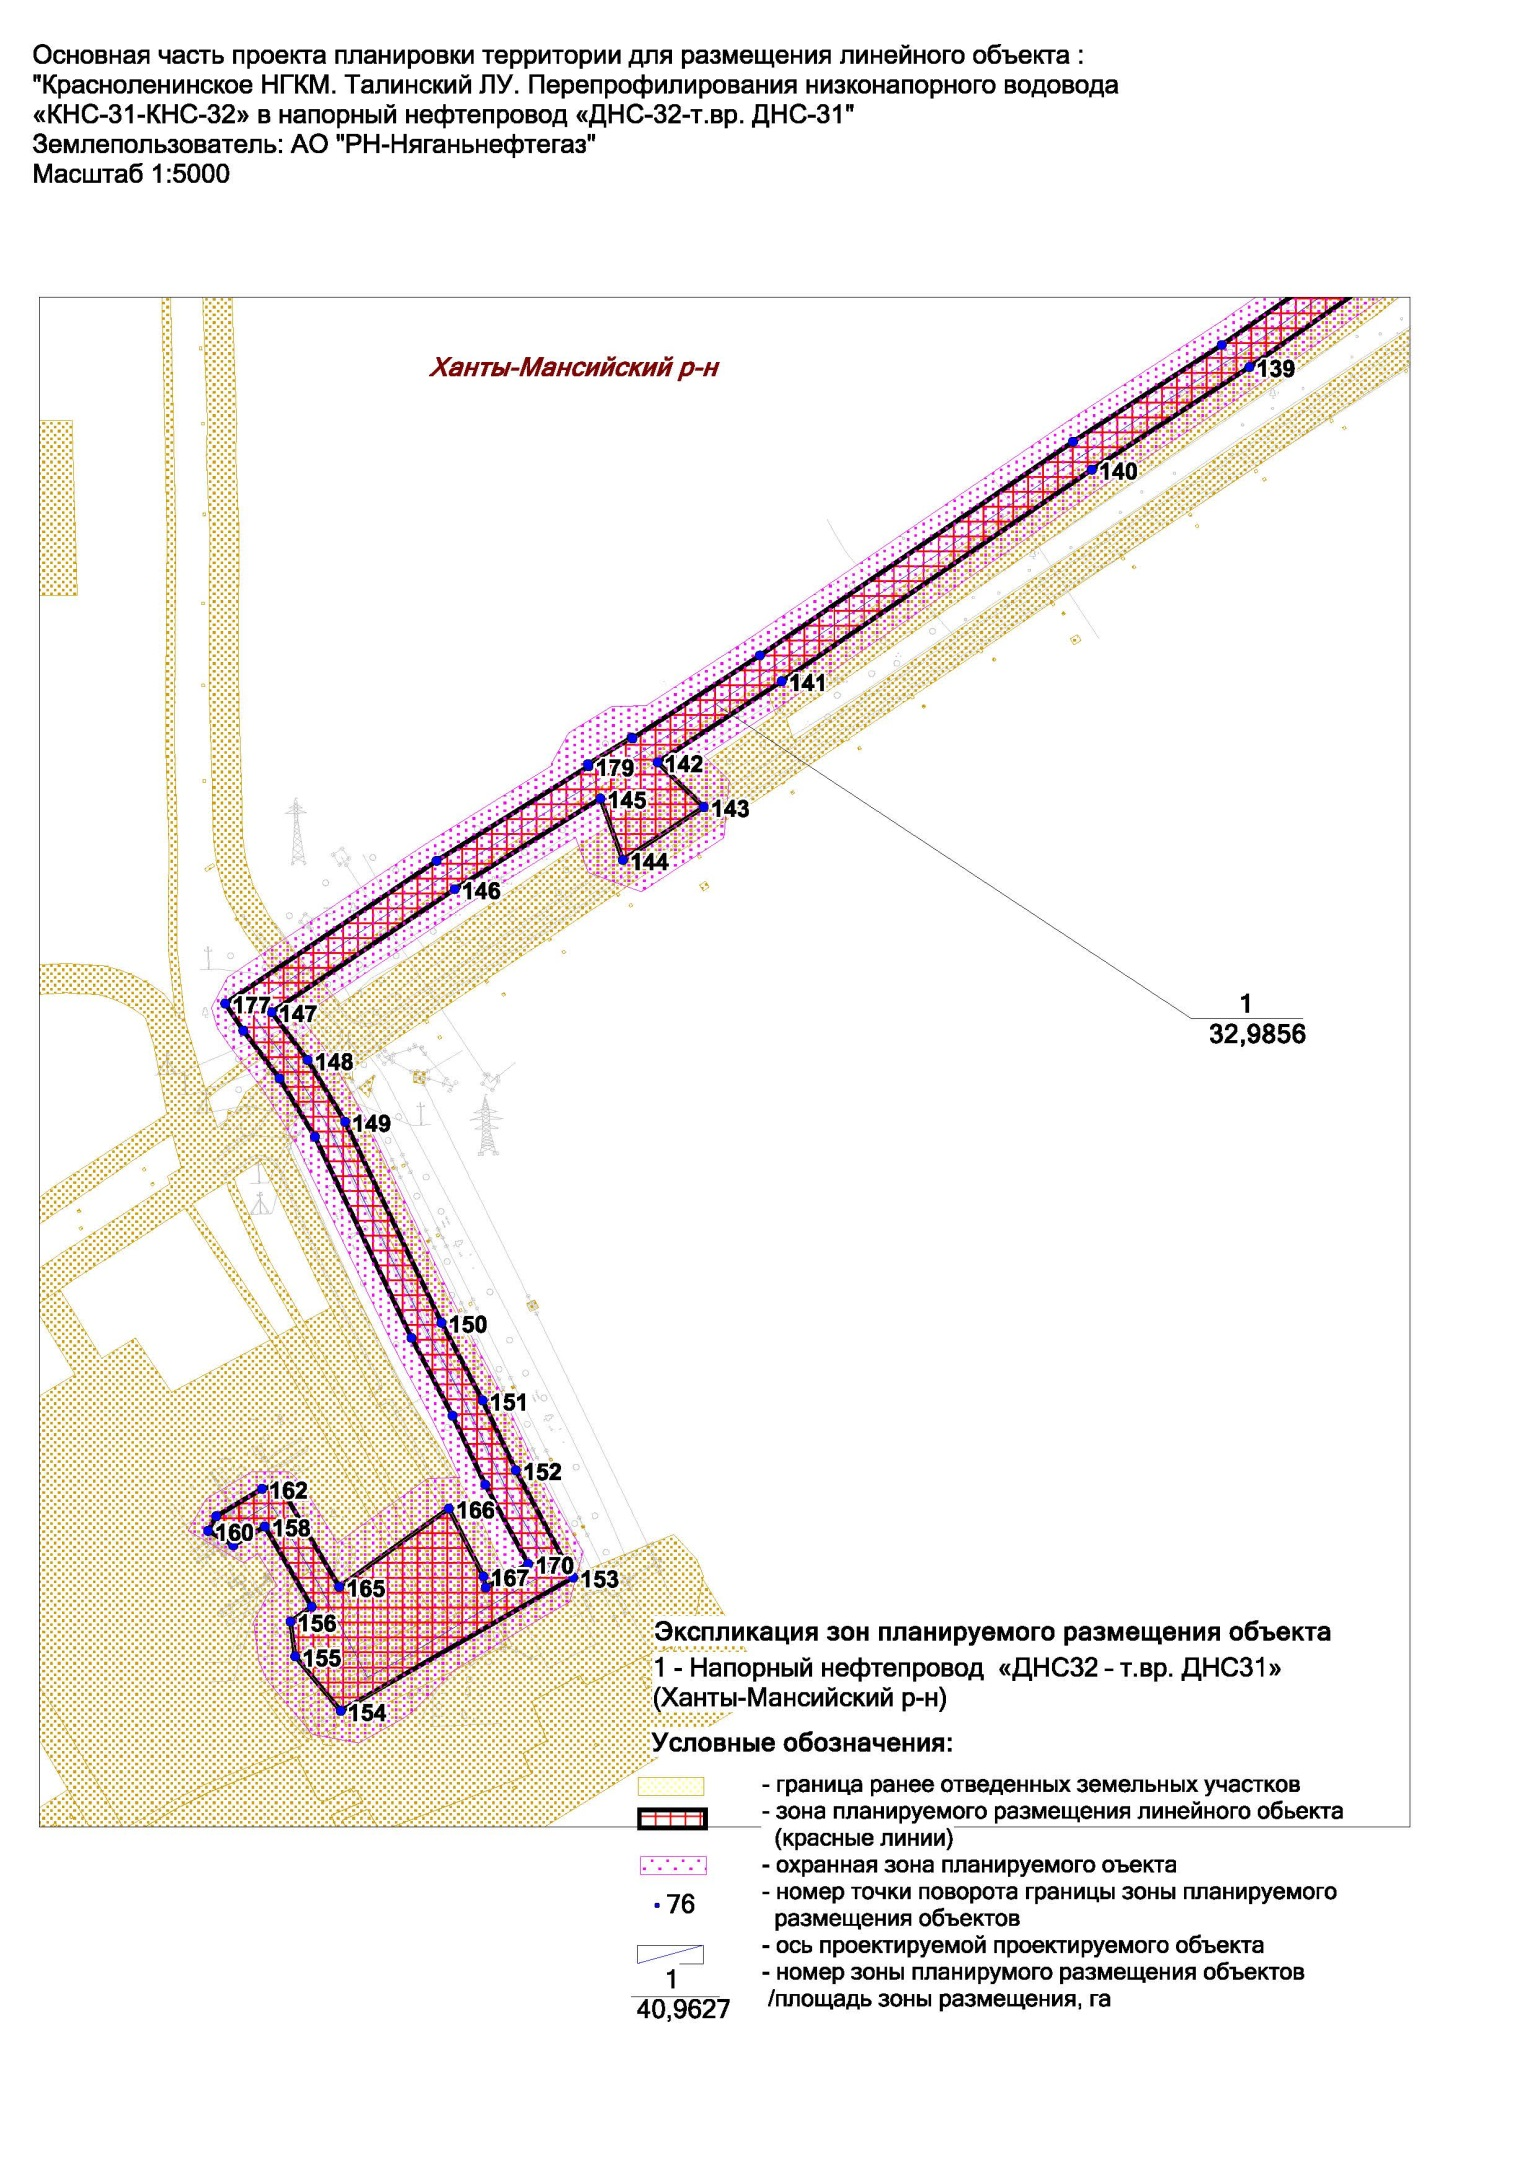 Основная часть проекта планировки территории для размещения линейного объекта :
"Красноленинское НГКМ. Талинский ЛУ. Перепрофилирования низконапорного водовода
«КНС-31-КНС-32» в напорный нефтепровод «ДНС-32-т.вр. ДНС-31"
Землепользователь: АО "РН-Няганьнефтегаз"
Масштаб 1:5000
Ханты-Мансийский р-н
139
140
141
142
179
145
143
144
146
177
147
148
149
1
32,9856
150
151
152
162
166
160
158
170
167
153
165
156
155
154
Экспликация зон планируемого размещения объекта
1 - Напорный нефтепровод «ДНС32 - т.вр. ДНС31»
(Ханты-Мансийский р-н)
Условные обозначения:
- граница ранее отведенных земельных участков
- зона планируемого размещения линейного обьекта
(красные линии)
- охранная зона планируемого оъекта
76
- номер точки поворота границы зоны планируемого
размещения объектов
- ось проектируемой проектируемого объекта
1
40,9627
- номер зоны планирумого размещения объектов
/площадь зоны размещения, га